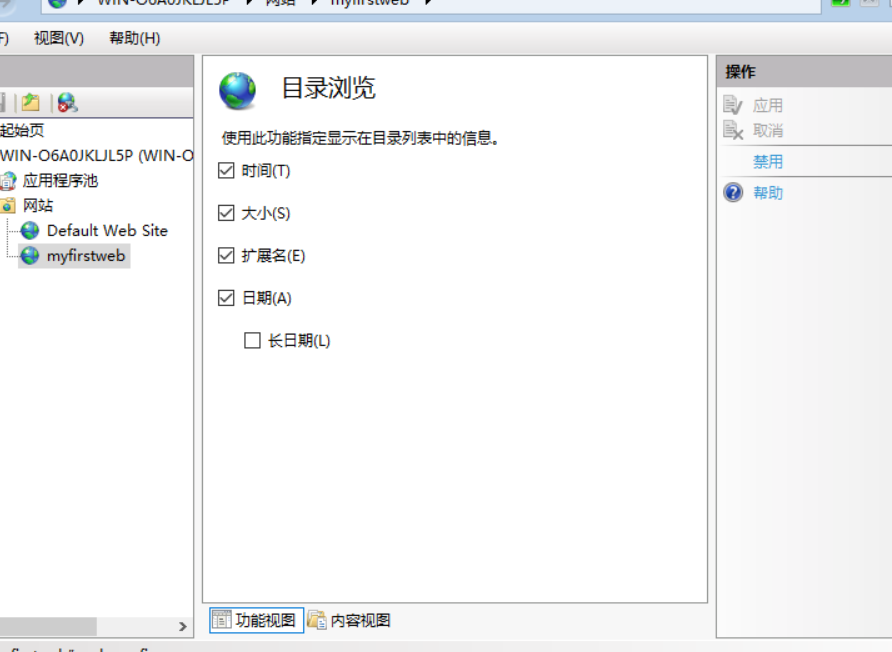 WIN-O6A0JKLJL5P 网站 myfirstweb
F) 视图(V) 帮助(H)
起始页
WIN-O6A0JKLJL5P (WIN-O
应用程序池
网站
Default Web Site
myfirstweb
目录浏览
使用此功能指定显示在目录列表中的信息。
时间(T)
大小(S)
扩展名(E)
日期(A)
长日期(L)
功能视图 内容视图
操作
应用
取消
禁用
帮助